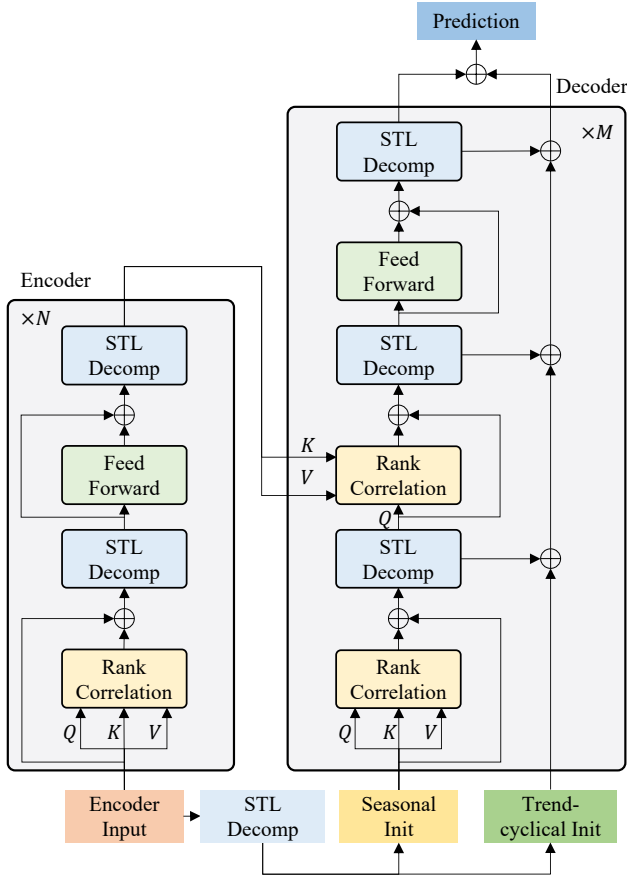 Prediction
Decoder
×M
STL
Decomp
Feed
Forward
STL
Decomp
K
V
Rank
Correlation
Q
STL
Decomp
Rank
Correlation
Q K V
Encoder
×N
STL
Decomp
Feed
Forward
STL
Decomp
Rank
Correlation
Q K V
Encoder
Input
STL
Decomp
Seasonal
Init
Trend-
cyclical Init